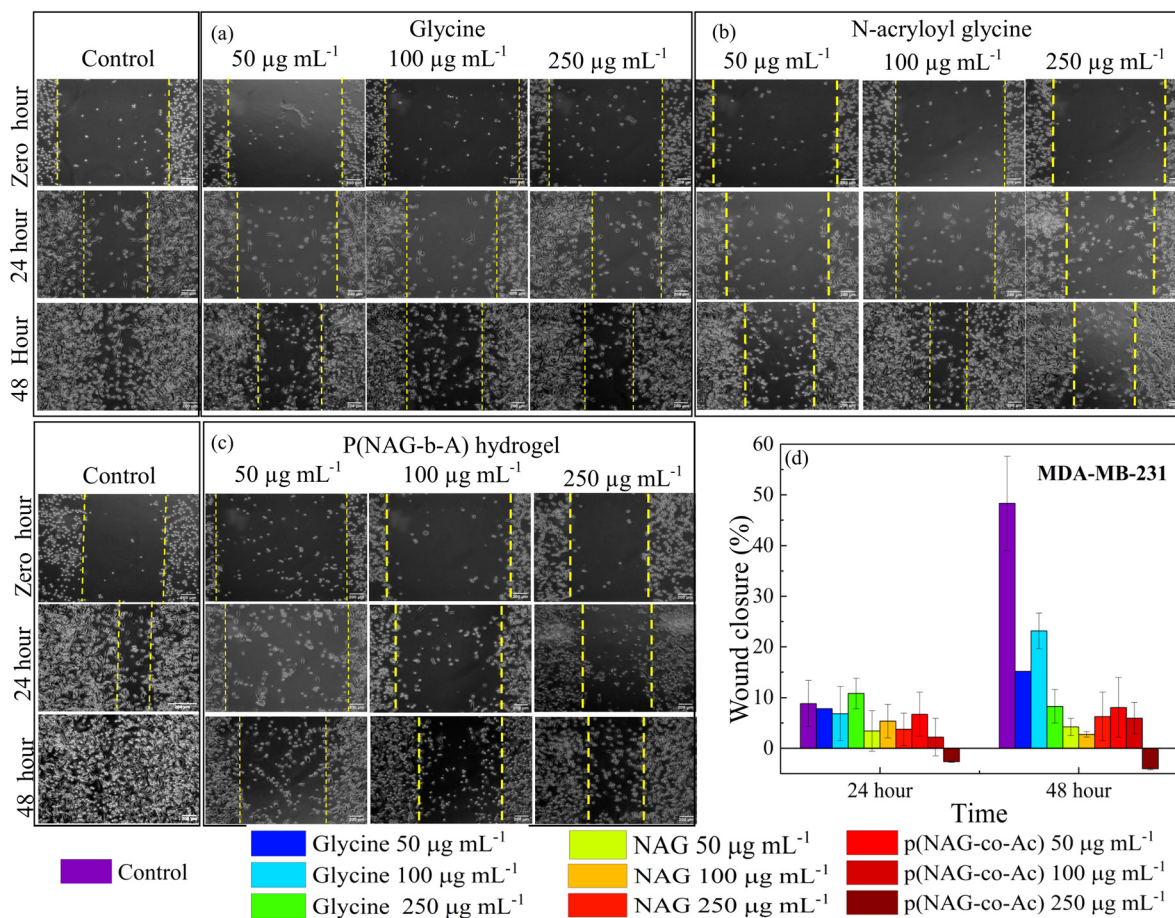 (a) Glycine
(b) N-acryloyl glycine
Control 50 µg mL⁻¹ 100 µg mL⁻¹ 250 µg mL⁻¹ 50 µg mL⁻¹ 100 µg mL⁻¹ 250 µg mL⁻¹
Zero hour
24 hour
48 Hour
(c) P(NAG-b-A) hydrogel
Control 50 µg mL⁻¹ 100 µg mL⁻¹ 250 µg mL⁻¹
Zero hour
24 hour
48 hour
(d) MDA-MB-231
Wound closure (%)
60
50
40
30
20
10
0
24 hour 48 hour
Time
Control
Glycine 50 µg mL⁻¹
Glycine 100 µg mL⁻¹
Glycine 250 µg mL⁻¹
NAG 50 µg mL⁻¹
NAG 100 µg mL⁻¹
NAG 250 µg mL⁻¹
p(NAG-co-Ac) 50 µg mL⁻¹
p(NAG-co-Ac) 100 µg mL⁻¹
p(NAG-co-Ac) 250 µg mL⁻¹